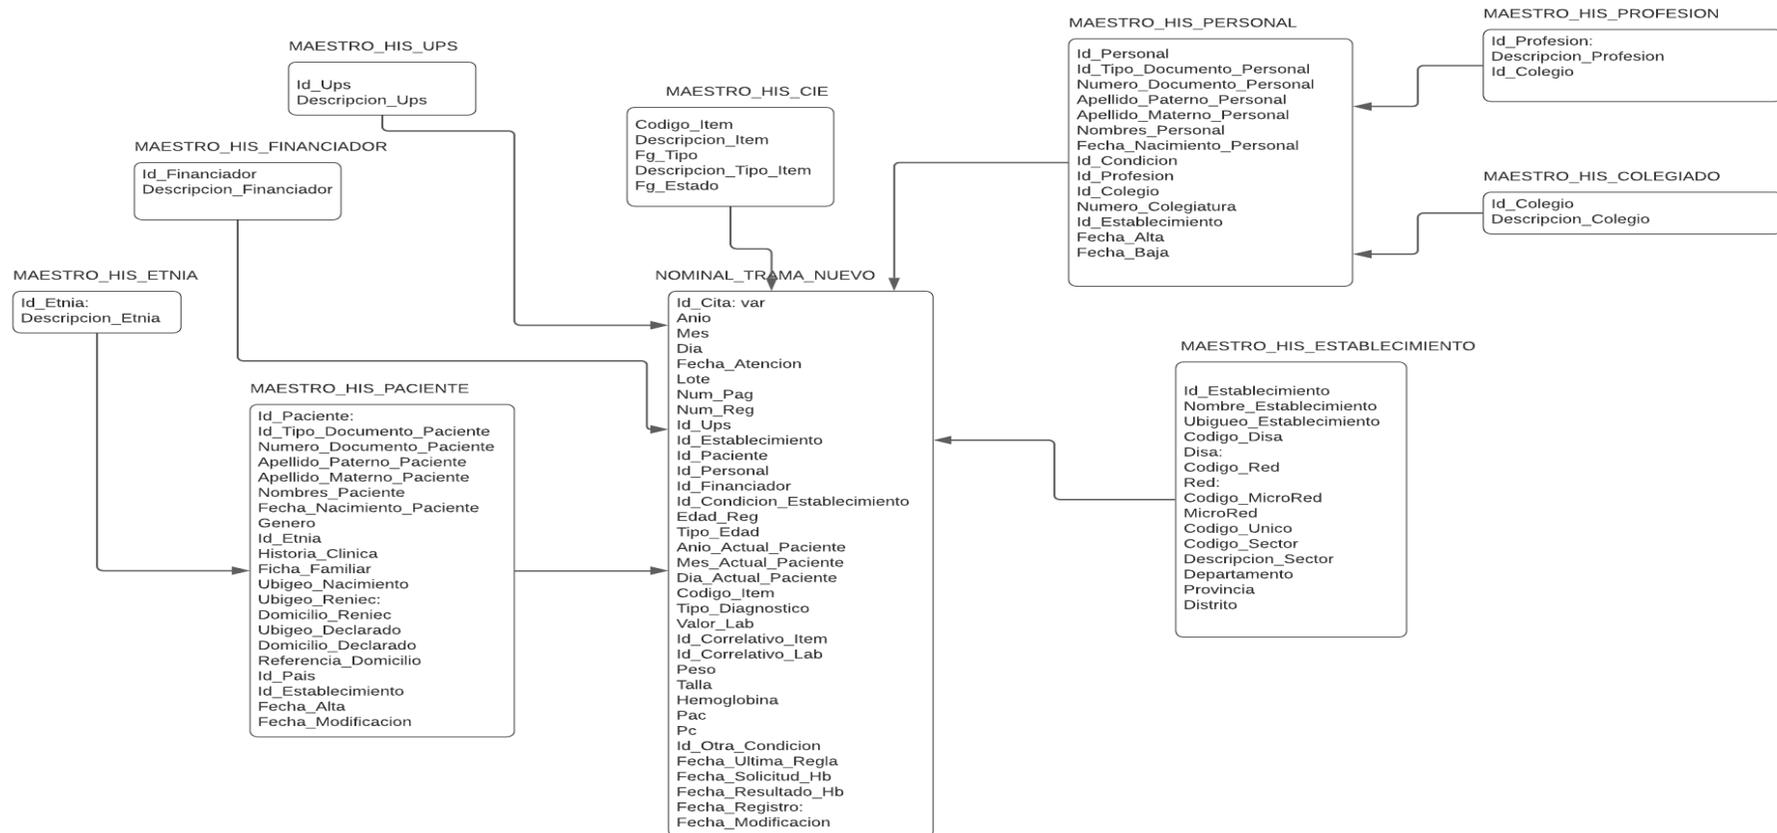 MAESTRO_HIS_UPS
Id_Ups
Descripcion_Ups
MAESTRO_HIS_FINANCIADOR
Id_Financiador
Descripcion_Financiador
MAESTRO_HIS_ETNIA
Id_Etnia:
Descripcion_Etnia
MAESTRO_HIS_PACIENTE
Id_Paciente:
Id_Tipo_Documento_Paciente
Numero_Documento_Paciente
Apellido_Paterno_Paciente
Apellido_Materno_Paciente
Nombres_Paciente
Fecha_Nacimiento_Paciente
Genero
Id_Etnia
Historia_Clinica
Ficha_Familiar
Ubigeo_Nacimiento
Ubigeo_Reniec:
Domicilio_Reniec
Ubigeo_Declarado
Domicilio_Declarado
Referencia_Domicilio
Id_Pais
Id_Establecimiento
Fecha_Alta
Fecha_Modificacion
MAESTRO_HIS_CIE
Codigo_Item
Descripcion_Item
Fg_Tipo
Descripcion_Tipo_Item
Fg_Estado
NOMINAL_TRAMA_NUEVO
Id_Cita: var
Anio
Mes
Dia
Fecha_Atencion
Lote
Num_Pag
Num_Reg
Id_Ups
Id_Establecimiento
Id_Paciente
Id_Personal
Id_Financiador
Id_Condicion_Establecimiento
Edad_Reg
Tipo_Edad
Anio_Actual_Paciente
Mes_Actual_Paciente
Dia_Actual_Paciente
Codigo_Item
Tipo_Diagnostico
Valor_Lab
Id_Correlativo_Item
Id_Correlativo_Lab
Peso
Talla
Hemoglobina
Pac
Pc
Id_Otra_Condicion
Fecha_Ultima_Regla
Fecha_Solicitud_Hb
Fecha_Resultado_Hb
Fecha_Registro:
Fecha_Modificacion
MAESTRO_HIS_PERSONAL
Id_Personal
Id_Tipo_Documento_Personal
Numero_Documento_Personal
Apellido_Paterno_Personal
Apellido_Materno_Personal
Nombres_Personal
Fecha_Nacimiento_Personal
Id_Condicion
Id_Profesion
Id_Colegio
Numero_Colegiatura
Id_Establecimiento
Fecha_Alta
Fecha_Baja
MAESTRO_HIS_PROFESION
Id_Profesion:
Descripcion_Profesion
Id_Colegio
MAESTRO_HIS_COLEGIADO
Id_Colegio
Descripcion_Colegio
MAESTRO_HIS_ESTABLECIMIENTO
Id_Establecimiento
Nombre_Establecimiento
Ubigueo_Establecimiento
Codigo_Disa
Disa:
Codigo_Red
Red:
Codigo_MicroRed
MicroRed
Codigo_Unico
Codigo_Sector
Descripcion_Sector
Departamento
Provincia
Distrito